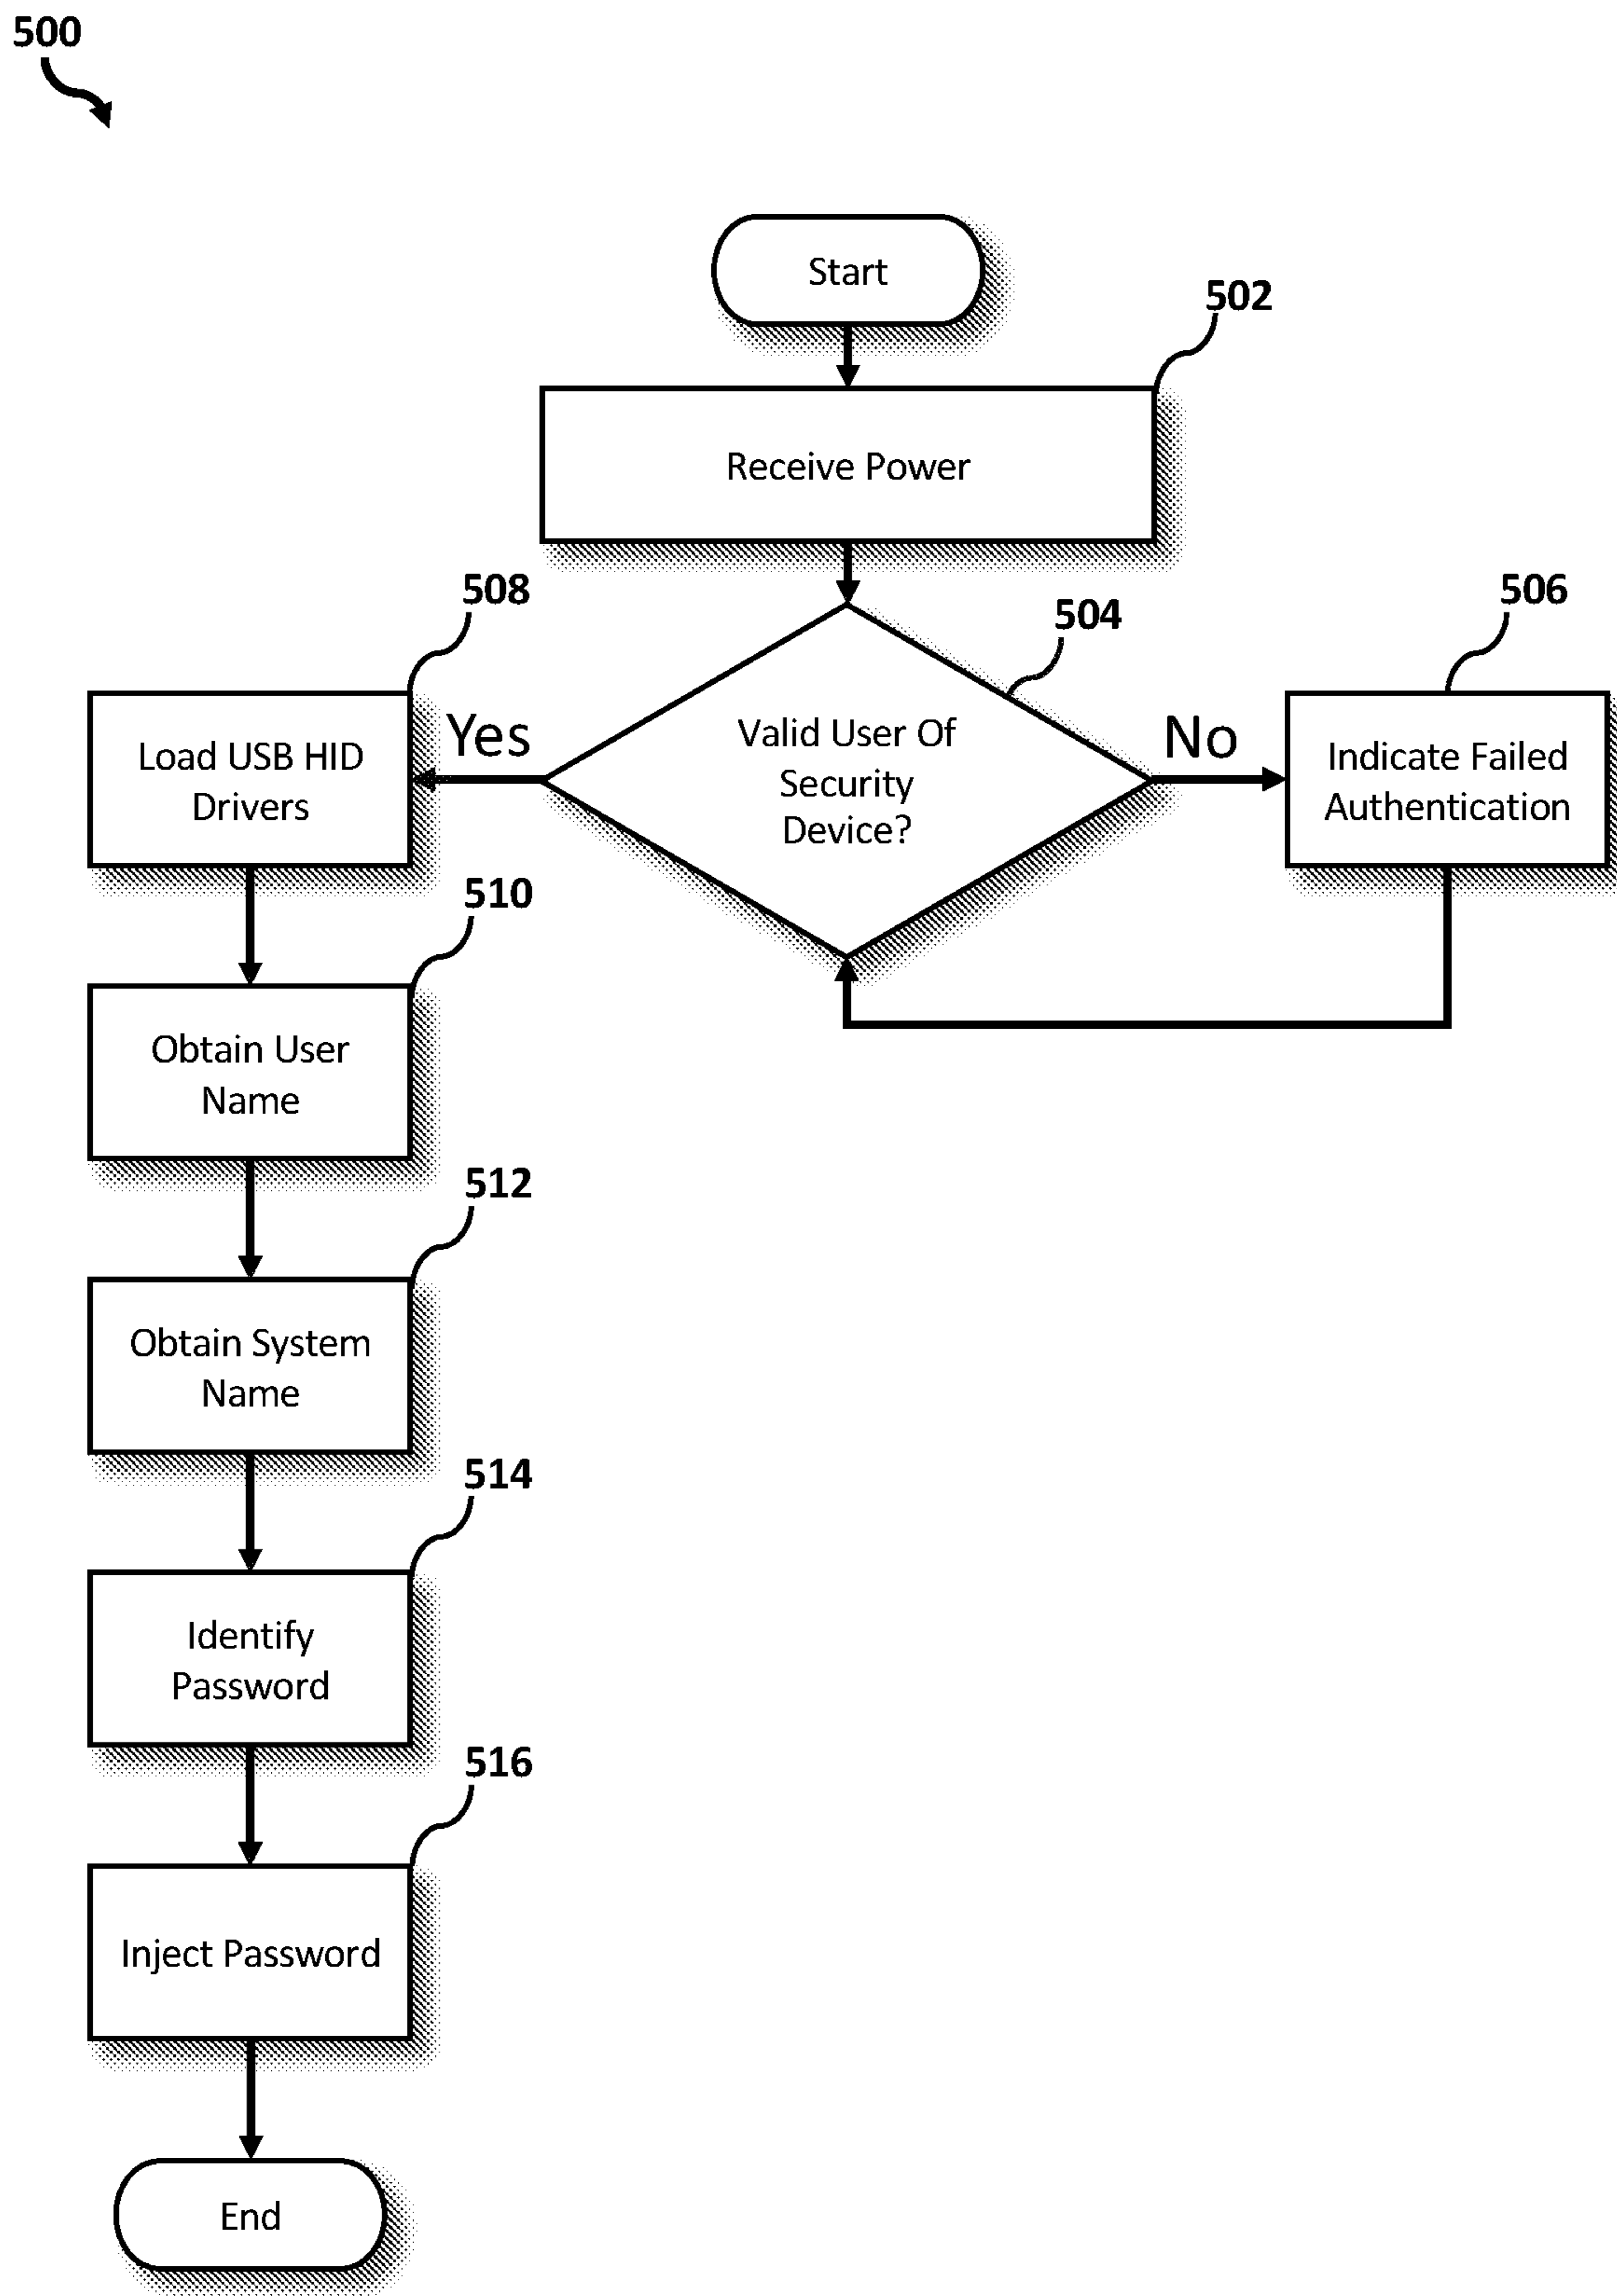 500
Start
502
Receive Power
504
Valid User Of
Security
Device?
No
506
Indicate Failed
Authentication
Yes
508
Load USB HID
Drivers
510
Obtain User
Name
512
Obtain System
Name
514
Identify
Password
516
Inject Password
End